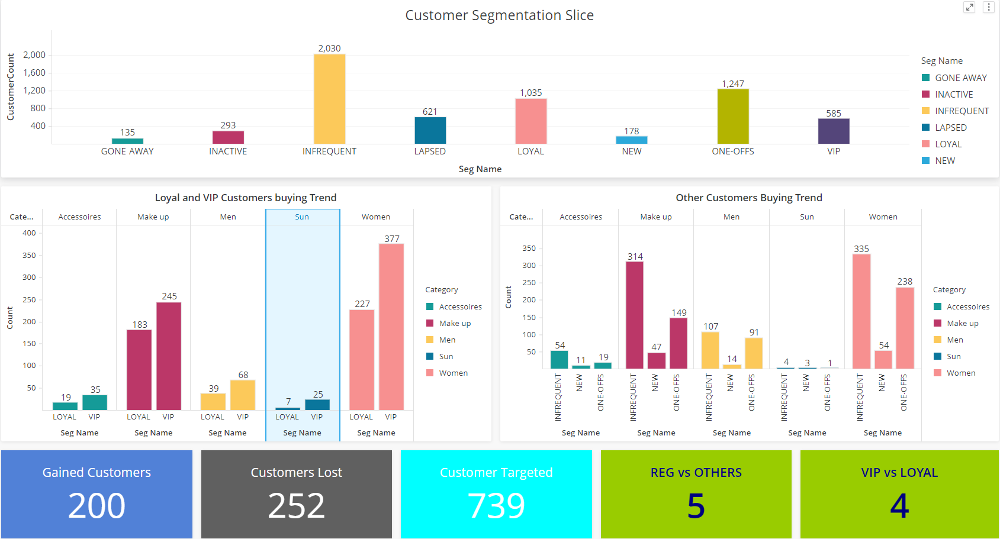 Customer Segmentation Slice
CustomerCount
2,000
1,600
1,200
800
400
135
293
2,030
621
1,035
178
1,247
585
GONE AWAY
INACTIVE
INFREQUENT
LAPSED
LOYAL
NEW
ONE-OFFS
VIP
Seg Name
Seg Name
GONE AWAY
INACTIVE
INFREQUENT
LAPSED
LOYAL
NEW
Loyal and VIP Customers buying Trend
Cate... Accessoires Make up Men Sun Women
Count
400
350
300
250
200
150
100
50
19
35
183
245
39
68
7
25
227
377
LOYAL VIP LOYAL VIP LOYAL VIP LOYAL VIP LOYAL VIP
Seg Name Seg Name Seg Name Seg Name Seg Name
Category
Accessoires
Make up
Men
Sun
Women
Other Customers Buying Trend
Cate... Accessoires Make up Men Sun Women
Count
350
300
250
200
150
100
50
54
11
19
314
47
149
107
14
91
4
3
1
335
54
238
INFREQUENT NEW ONE-OFFS INFREQUENT NEW ONE-OFFS INFREQUENT NEW ONE-OFFS INFREQUENT NEW ONE-OFFS INFREQUENT NEW ONE-OFFS
Seg Name Seg Name Seg Name Seg Name Seg Name
Category
Accessoires
Make up
Men
Sun
Women
Gained Customers
200
Customers Lost
252
Customer Targeted
739
REG vs OTHERS
5
VIP vs LOYAL
4